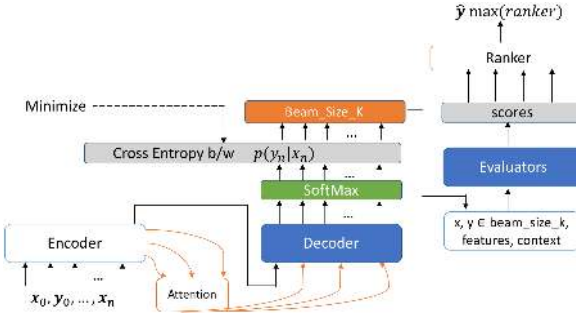 ŷ max(ranker)
Ranker
Minimize
Beam_Size_K
scores
...
Cross Entropy b/w p(yₙ|xₙ)
Evaluators
...
SoftMax
...
x, y ∈ beam_size_k,
features, context
Encoder
Decoder
...
Attention
x₀, y₀, ..., xₙ